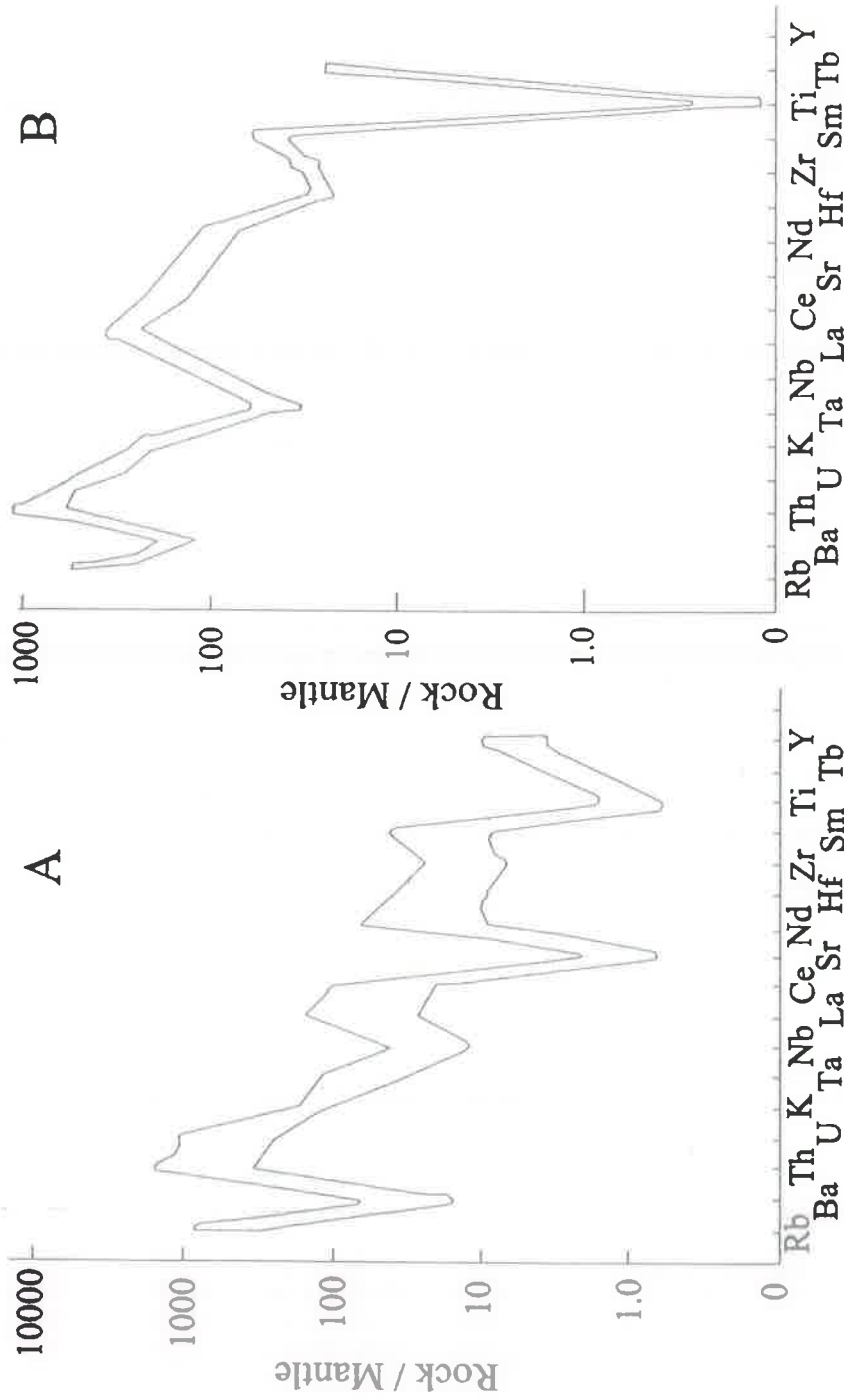 A
10000
1000
100
10
1.0
0
Rock / Mantle
Rb Th K Nb Ce Nd Zr Ti Y
Ba U Ta La Sr Hf Sm Tb
B
1000
100
10
1.0
0
Rock / Mantle
Rb Th K Nb Ce Nd Zr Ti Y
Ba U Ta La Sr Hf Sm Tb